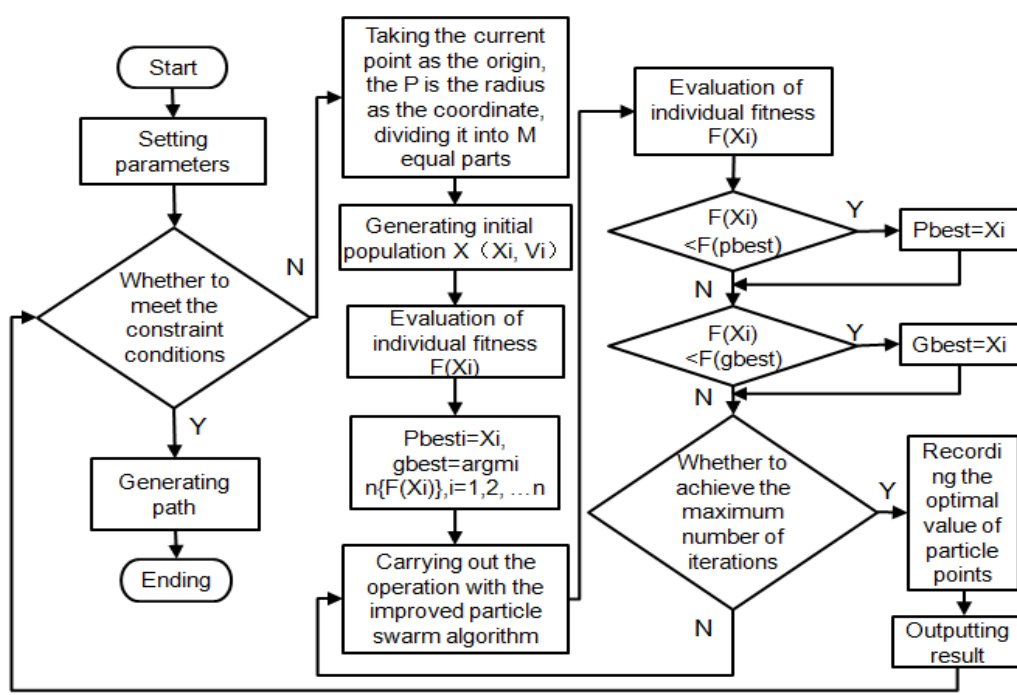 Start
Setting
parameters
Whether to
meet the
constraint
conditions
N
Y
Generating
path
Ending
Taking the current
point as the origin,
the P is the radius
as the coordinate,
dividing it into M
equal parts
Generating initial
population X（Xi, Vi）
Evaluation of
individual fitness
F(Xi)
Pbesti=Xi,
gbest=argmi
n{F(Xi)},i=1,2, …n
Carrying out the
operation with the
improved particle
swarm algorithm
Evaluation of
individual fitness
F(Xi)
F(Xi)
<F(pbest)
Y
Pbest=Xi
N
F(Xi)
<F(gbest)
Y
Gbest=Xi
N
Whether to
achieve the
maximum
number of
iterations
Y
N
Recordi
ng the
optimal
value of
particle
points
Outputting
result